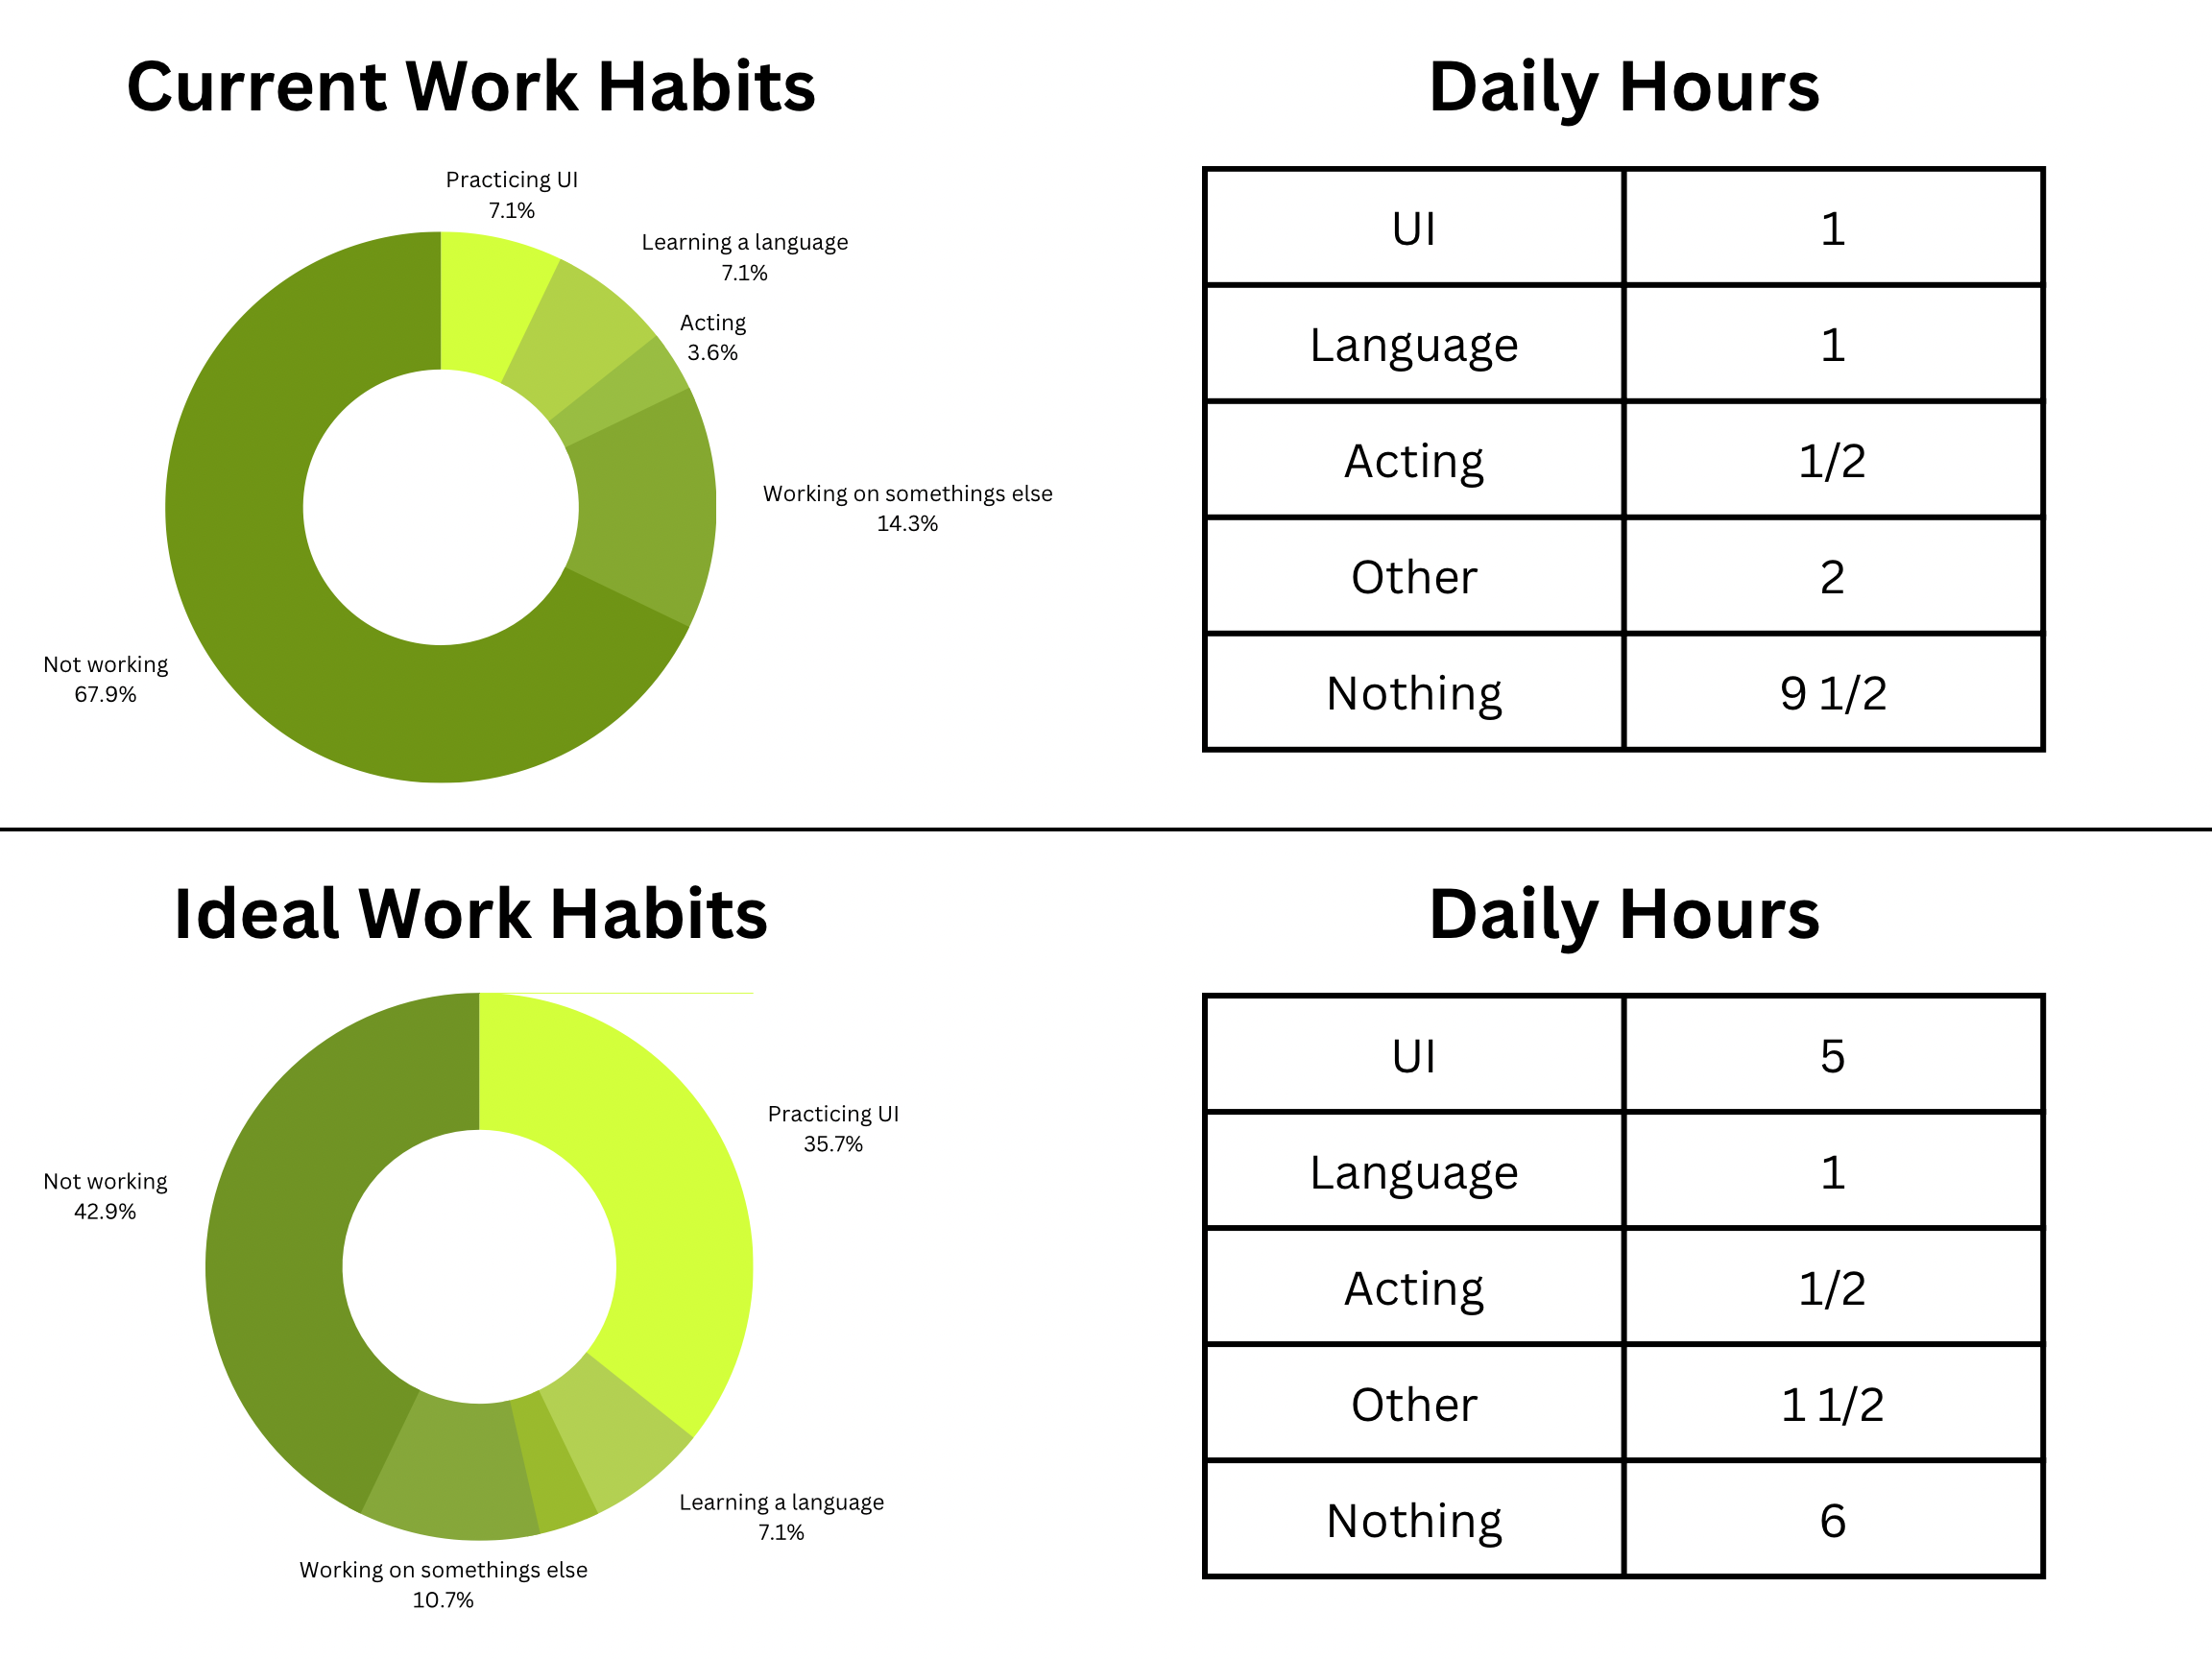 Current Work Habits
Practicing UI
7.1%
Learning a language
7.1%
Acting
3.6%
Working on somethings else
14.3%
Not working
67.9%
Daily Hours
UI 1
Language 1
Acting 1/2
Other 2
Nothing 9 1/2
Ideal Work Habits
Practicing UI
35.7%
Not working
42.9%
Learning a language
7.1%
Working on somethings else
10.7%
Daily Hours
UI 5
Language 1
Acting 1/2
Other 1 1/2
Nothing 6